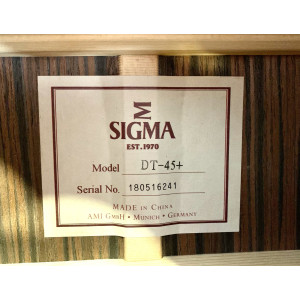 SIGMA
EST. 1970
Model DT-45+
Serial No. 180516241
MADE IN CHINA
AMI GMBH • MUNICH • GERMANY